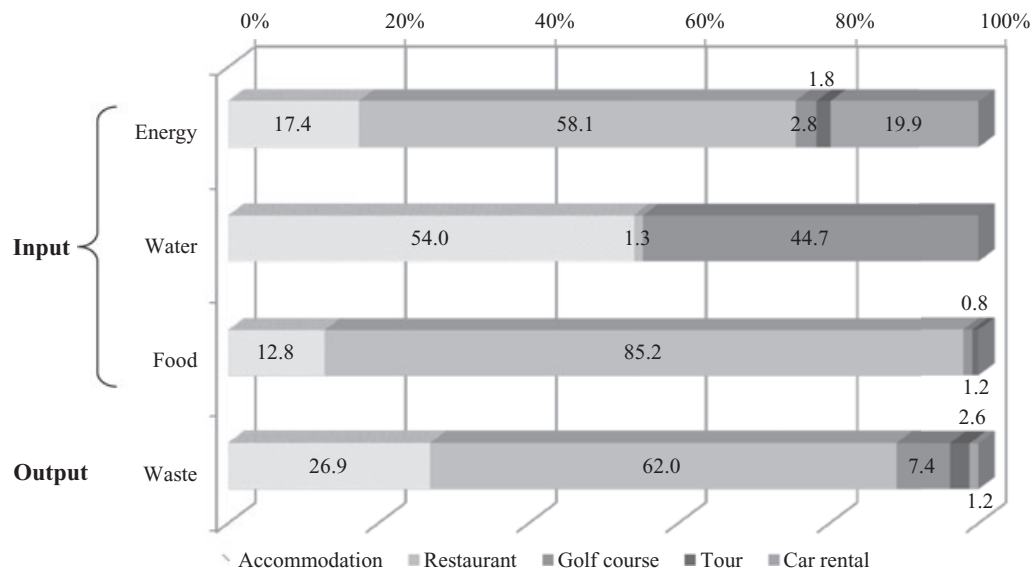 0% 20% 40% 60% 80% 100%
1.8
Energy 17.4 58.1 2.8 19.9
Input
Water 54.0 1.3 44.7
0.8
Food 12.8 85.2
1.2
2.6
Output
Waste 26.9 62.0 7.4
1.2
Accommodation Restaurant Golf course Tour Car rental